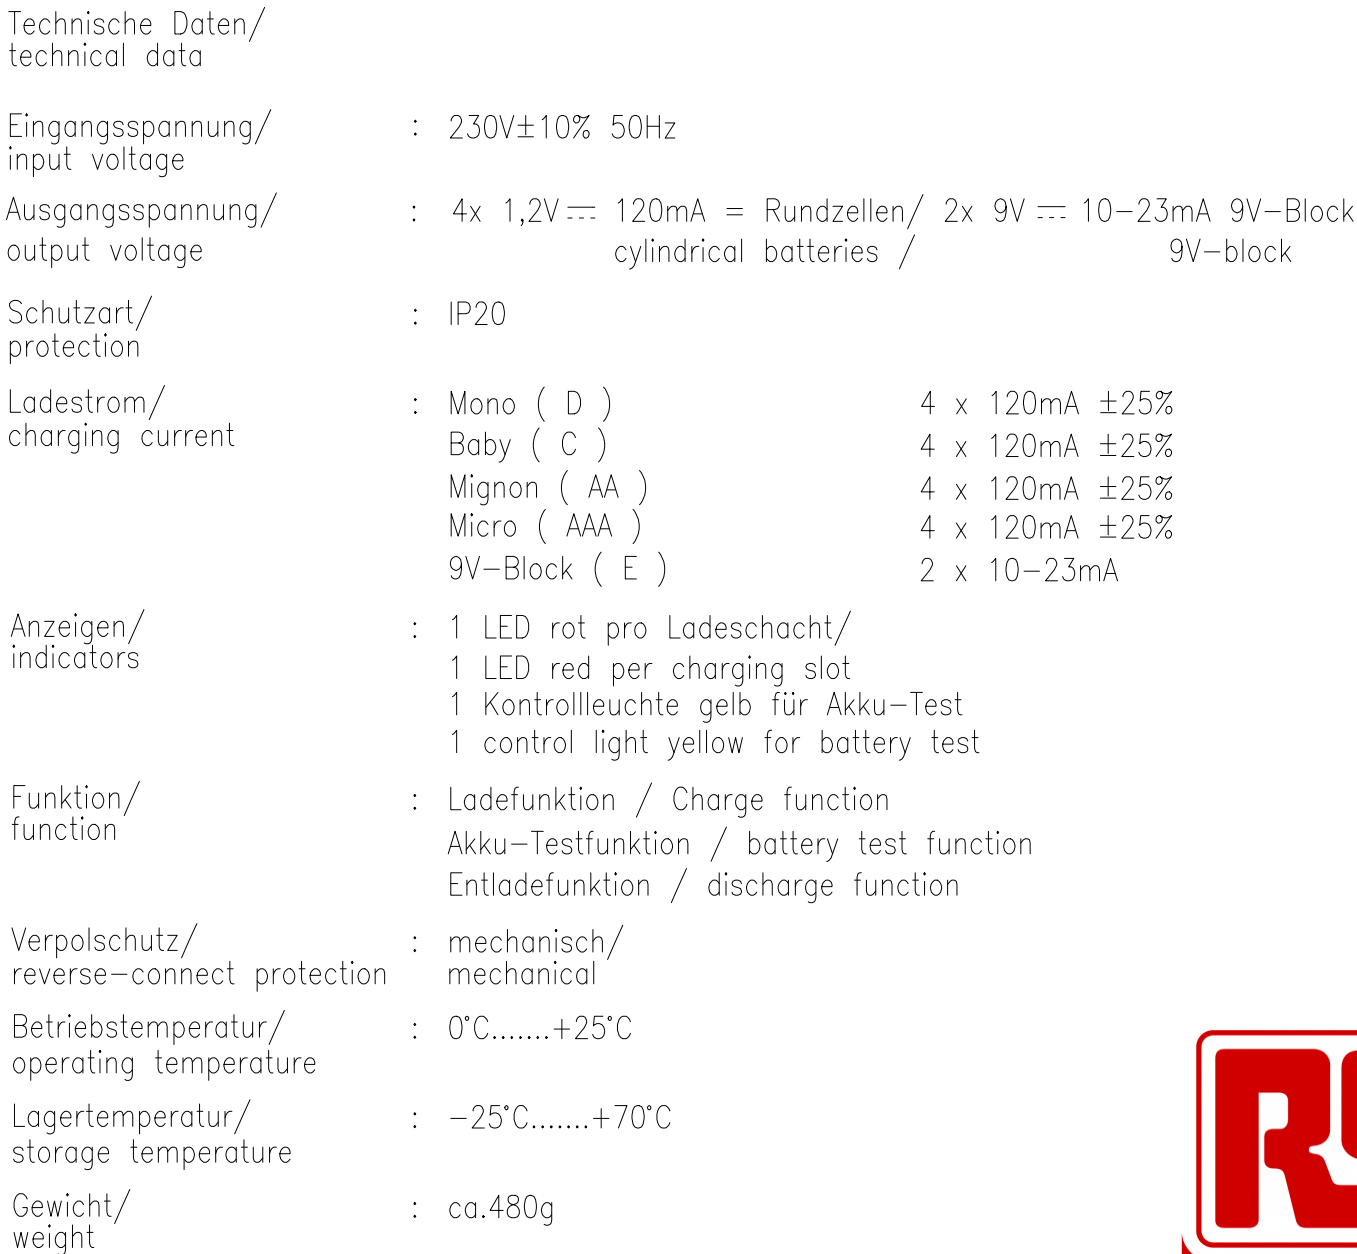 Technische Daten/
technical data
Eingangsspannung/ : 230V±10% 50Hz
input voltage
Ausgangsspannung/ : 4x 1,2V⎓ 120mA = Rundzellen/ 2x 9V⎓ 10-23mA 9V-Block
output voltage cylindrical batteries / 9V-block
Schutzart/ : IP20
protection
Ladestrom/ : Mono ( D ) 4 x 120mA ±25%
charging current
Baby ( C ) 4 x 120mA ±25%
Mignon ( AA ) 4 x 120mA ±25%
Micro ( AAA ) 4 x 120mA ±25%
9V-Block ( E ) 2 x 10-23mA
Anzeigen/ : 1 LED rot pro Ladeschacht/
indicators
1 LED red per charging slot
1 Kontrollleuchte gelb für Akku-Test
1 control light yellow for battery test
Funktion/ : Ladefunktion / Charge function
function
Akku-Testfunktion / battery test function
Entladefunktion / discharge function
Verpolschutz/ : mechanisch/
reverse-connect protection mechanical
Betriebstemperatur/ : 0°C.......+25°C
operating temperature
Lagertemperatur/ : -25°C.......+70°C
storage temperature
Gewicht/ : ca.480g
weight